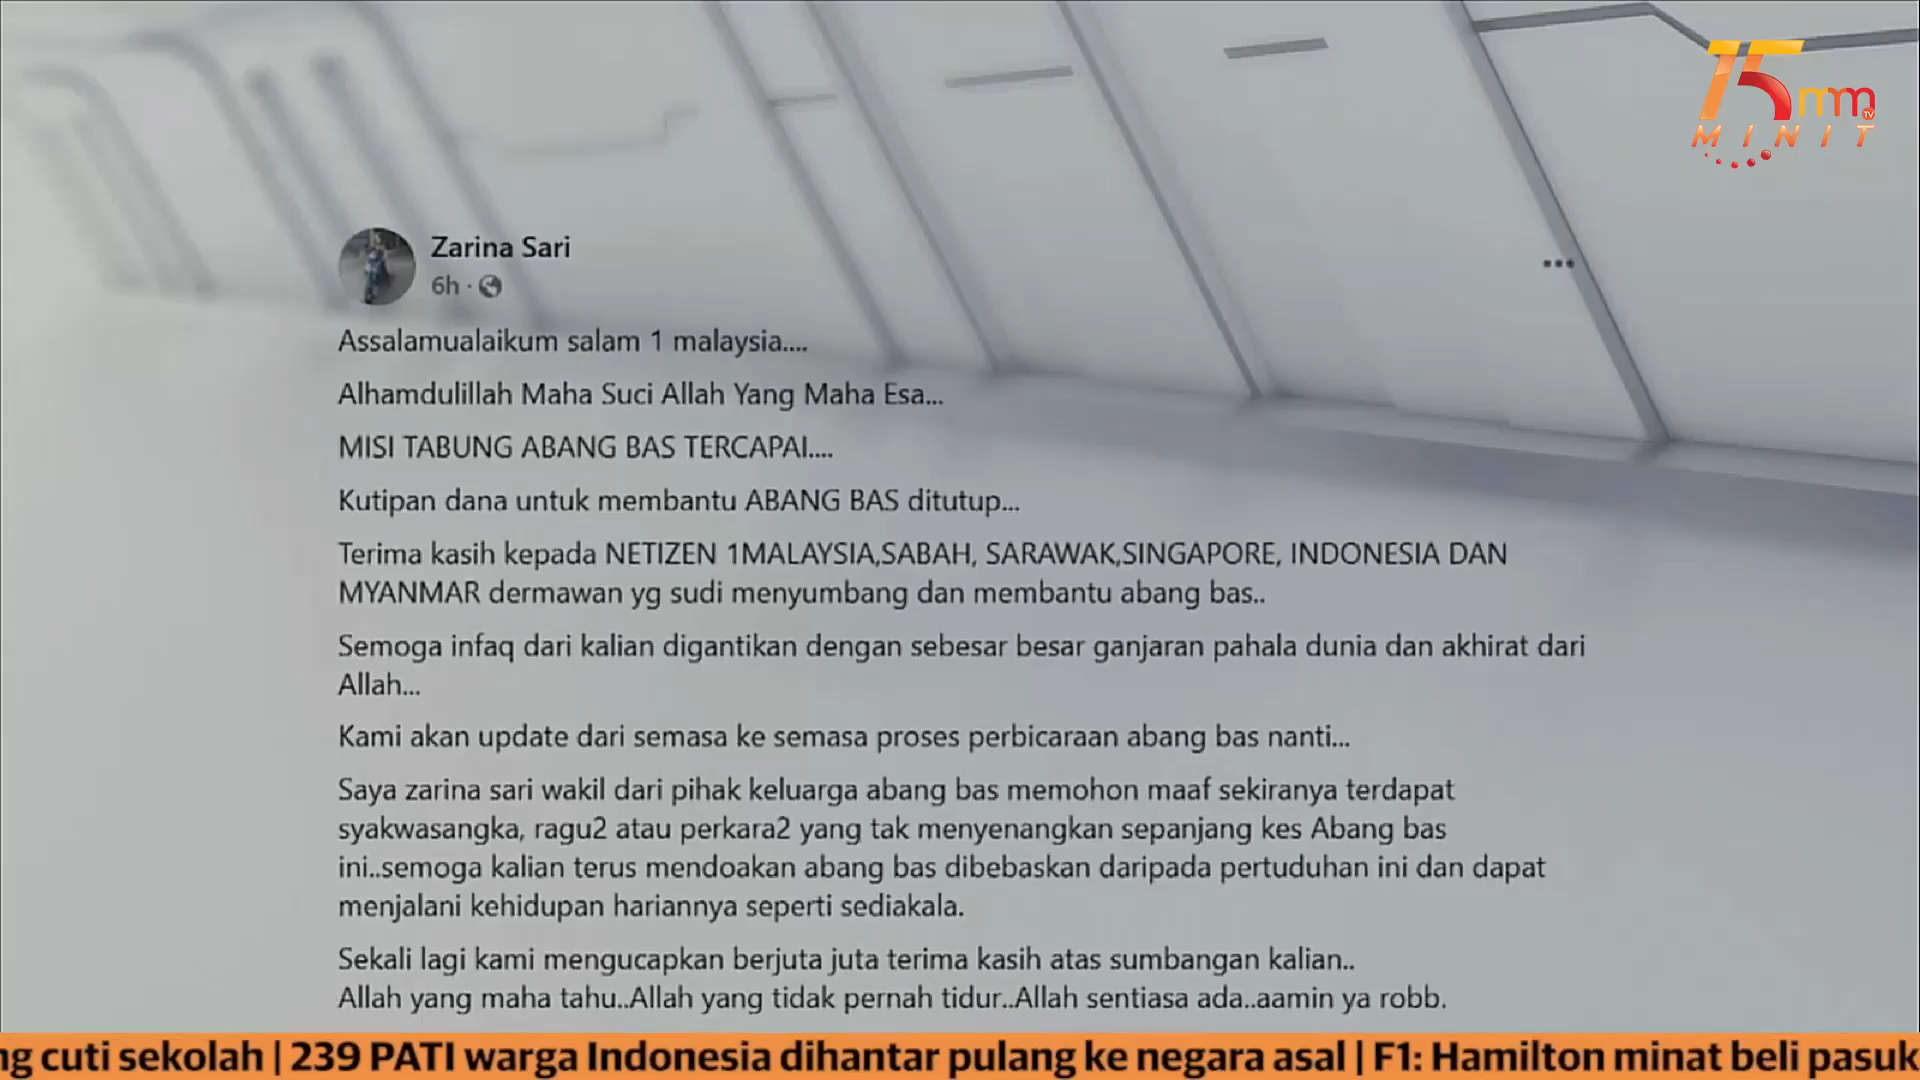 15 mm TV
MINIT
Zarina Sari
6h ·
Assalamualaikum salam 1 malaysia....
Alhamdulillah Maha Suci Allah Yang Maha Esa...
MISI TABUNG ABANG BAS TERCAPAI....
Kutipan dana untuk membantu ABANG BAS ditutup...
Terima kasih kepada NETIZEN 1MALAYSIA,SABAH, SARAWAK,SINGAPORE, INDONESIA DAN
MYANMAR dermawan yg sudi menyumbang dan membantu abang bas..
Semoga infaq dari kalian digantikan dengan sebesar besar ganjaran pahala dunia dan akhirat dari
Allah...
Kami akan update dari semasa ke semasa proses perbicaraan abang bas nanti...
Saya zarina sari wakil dari pihak keluarga abang bas memohon maaf sekiranya terdapat
syakwasangka, ragu2 atau perkara2 yang tak menyenangkan sepanjang kes Abang bas
ini..semoga kalian terus mendoakan abang bas dibebaskan daripada pertuduhan ini dan dapat
menjalani kehidupan hariannya seperti sediakala.
Sekali lagi kami mengucapkan berjuta juta terima kasih atas sumbangan kalian..
Allah yang maha tahu..Allah yang tidak pernah tidur..Allah sentiasa ada..aamin ya robb.
ng cuti sekolah | 239 PATI warga Indonesia dihantar pulang ke negara asal | F1: Hamilton minat beli pasuk